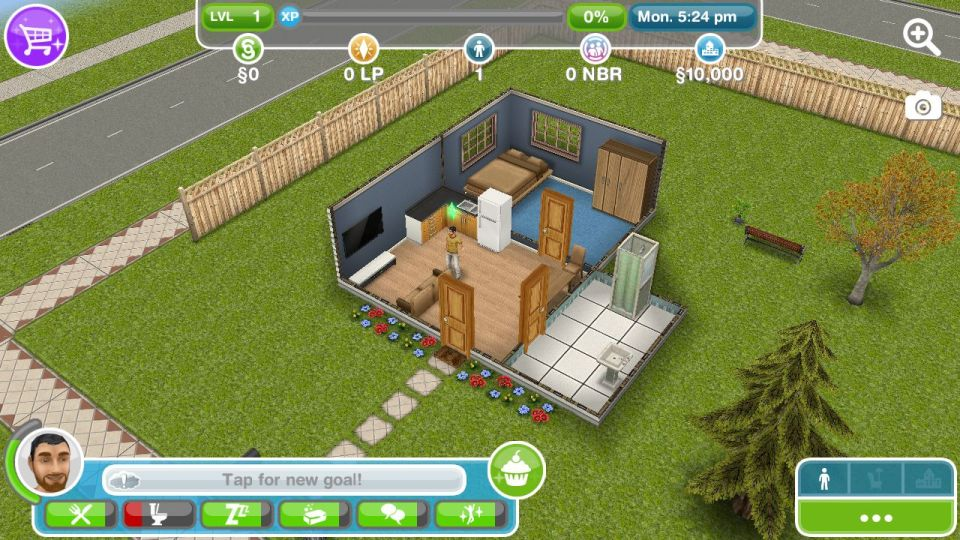 LVL 1 XP 0% Mon. 5:24 pm
§0 0 LP 1 0 NBR §10,000
Tap for new goal!
ZZZ